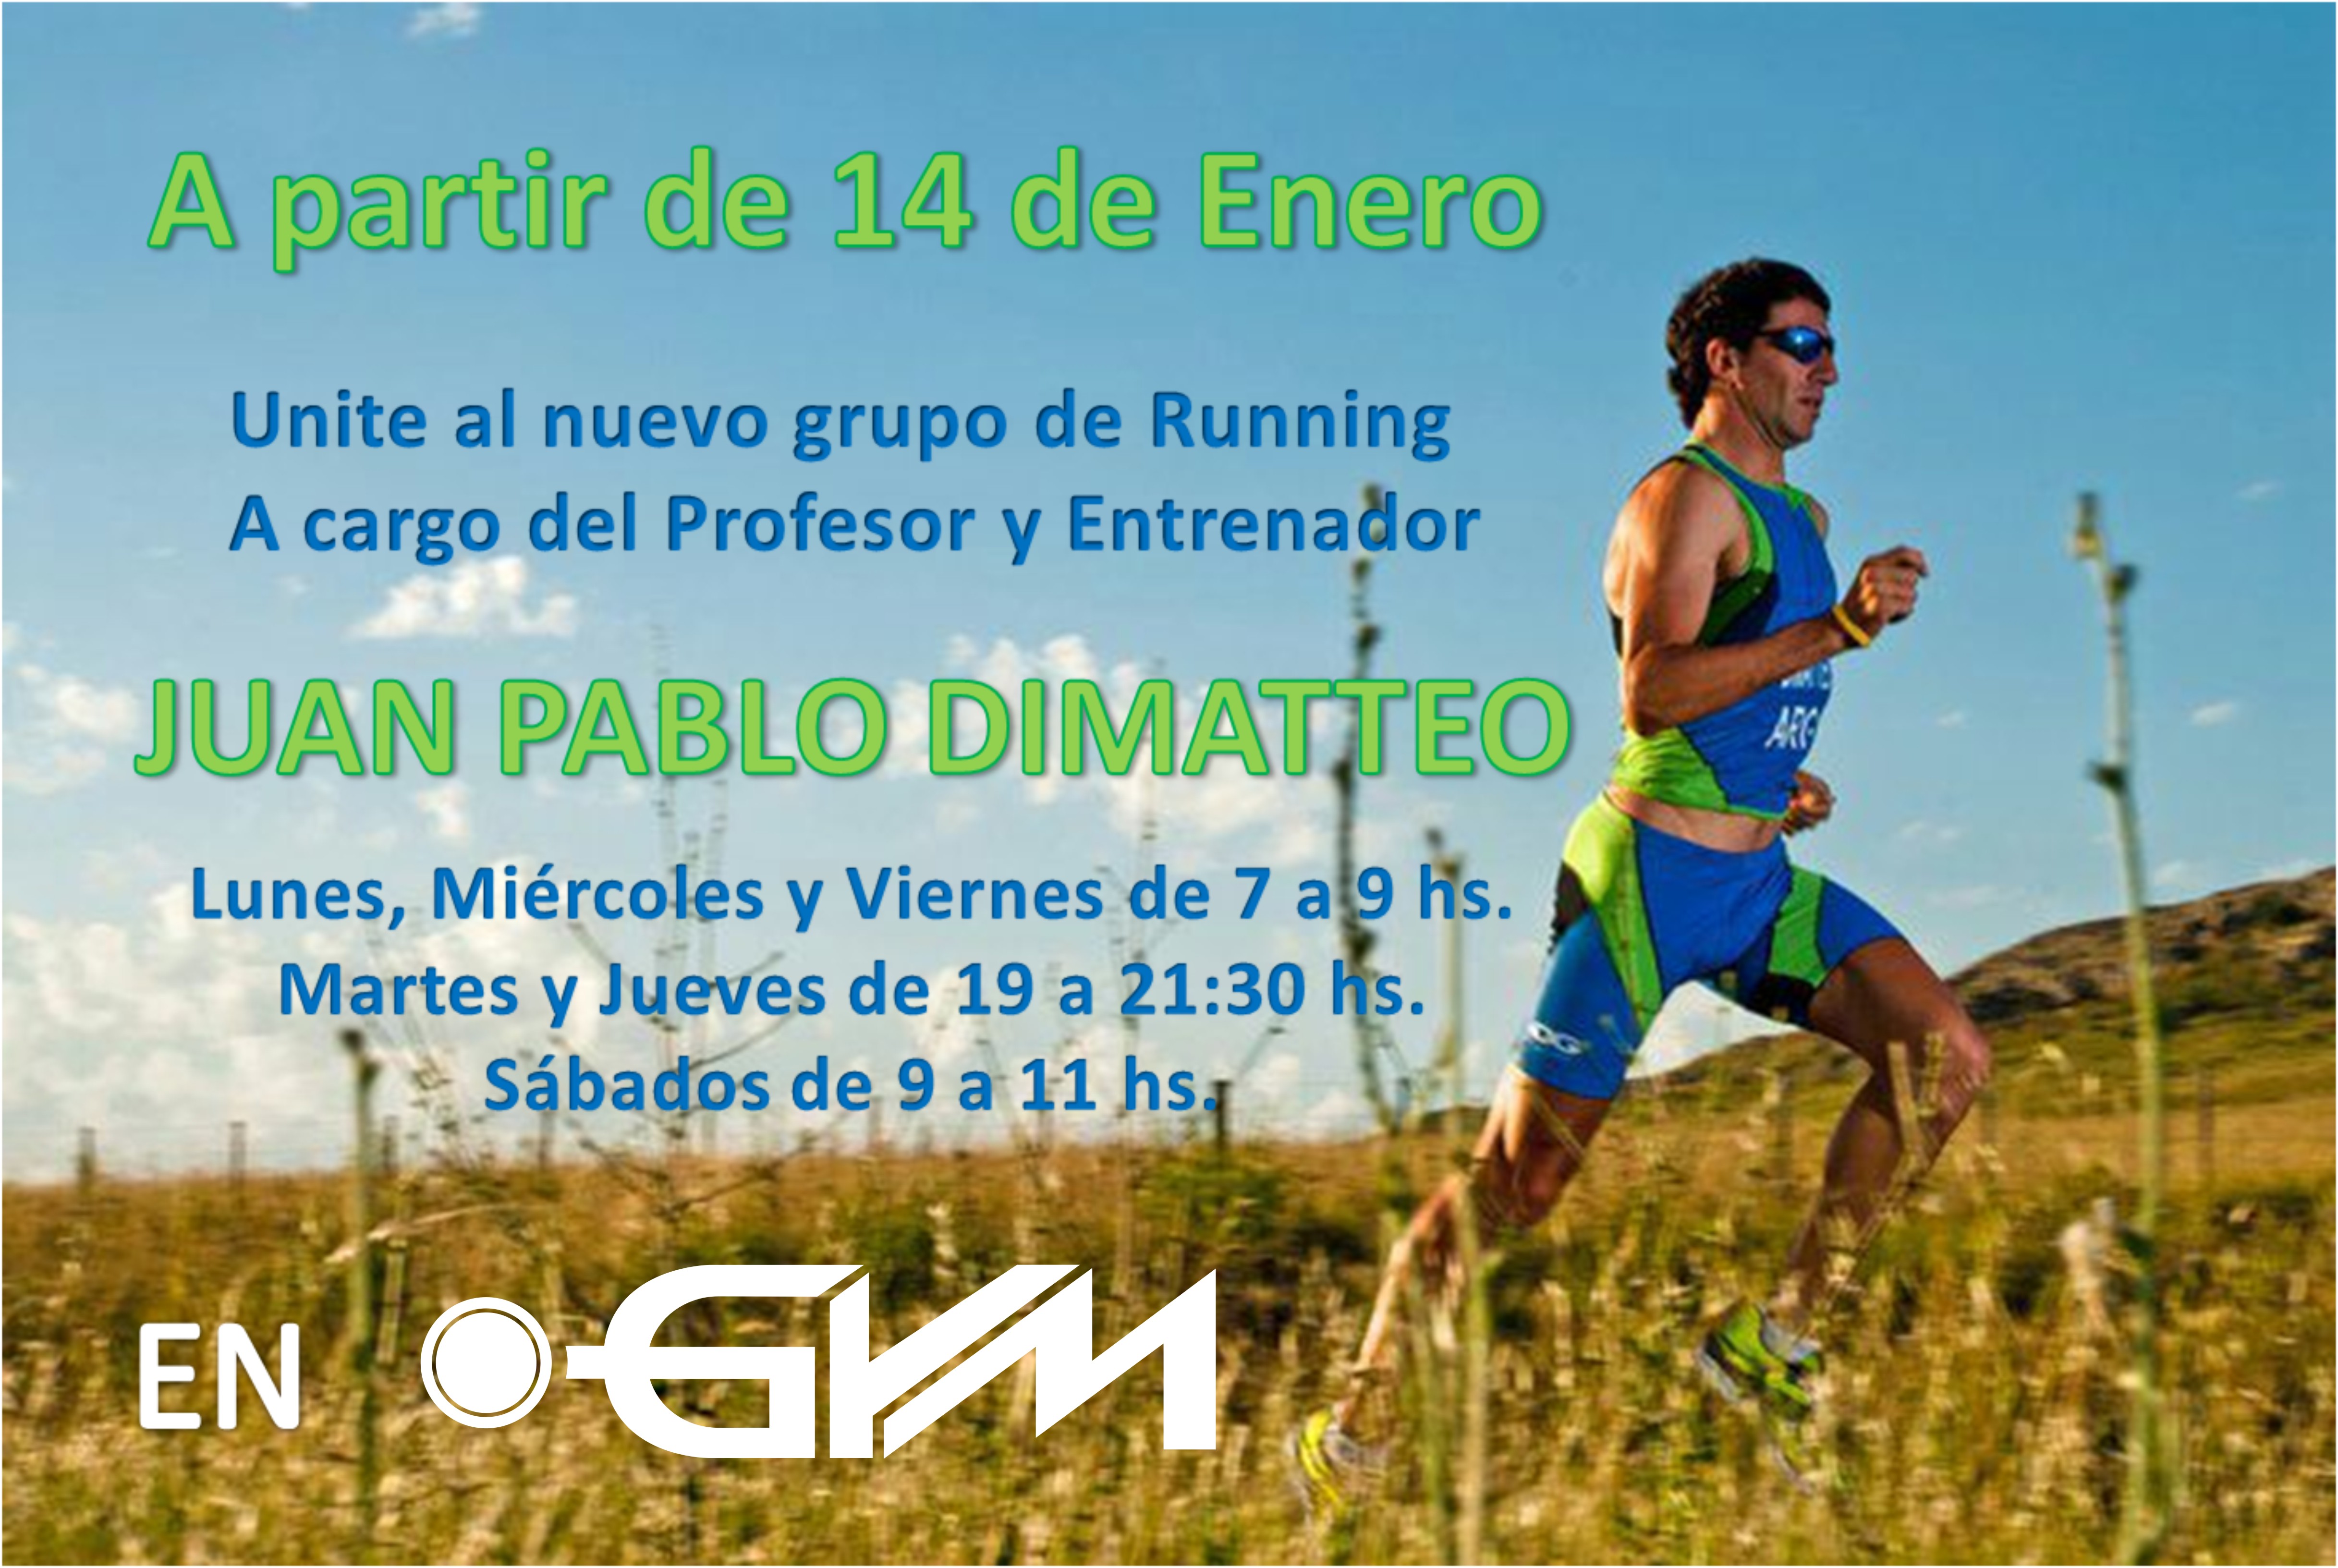 A partir de 14 de Enero
Unite al nuevo grupo de Running
A cargo del Profesor y Entrenador
JUAN PABLO DIMATTEO
ARG
Lunes, Miércoles y Viernes de 7 a 9 hs.
Martes y Jueves de 19 a 21:30 hs.
Sábados de 9 a 11 hs.
EN GYM